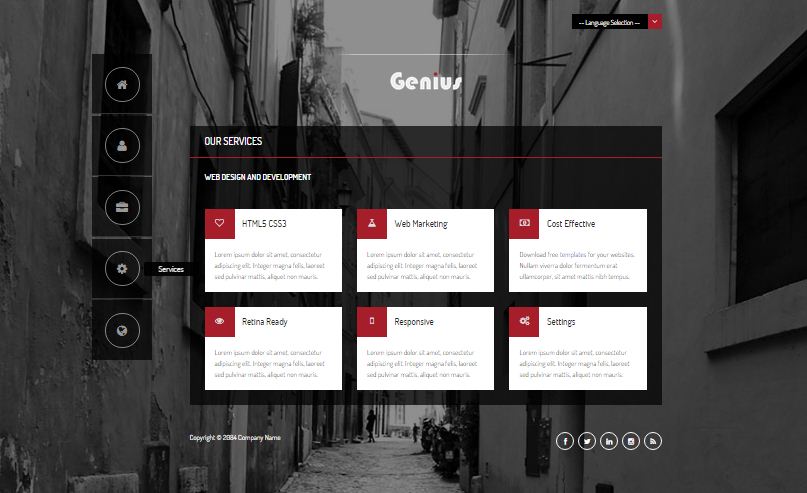 -- Language Selection --
Genius
OUR SERVICES
WEB DESIGN AND DEVELOPMENT
HTML5 CSS3
Lorem ipsum dolor sit amet, consectetur
adipiscing elit. Integer magna felis, laoreet
sed pulvinar mattis, aliquet non mauris.
Web Marketing
Lorem ipsum dolor sit amet, consectetur
adipiscing elit. Integer magna felis, laoreet
sed pulvinar mattis, aliquet non mauris.
Cost Effective
Download free templates for your websites.
Nullam viverra dolor fermentum erat
ullamcorper, sit amet mattis nibh tempus.
Services
Retina Ready
Lorem ipsum dolor sit amet, consectetur
adipiscing elit. Integer magna felis, laoreet
sed pulvinar mattis, aliquet non mauris.
Responsive
Lorem ipsum dolor sit amet, consectetur
adipiscing elit. Integer magna felis, laoreet
sed pulvinar mattis, aliquet non mauris.
Settings
Lorem ipsum dolor sit amet, consectetur
adipiscing elit. Integer magna felis, laoreet
sed pulvinar mattis, aliquet non mauris.
Copyright © 2084 Company Name